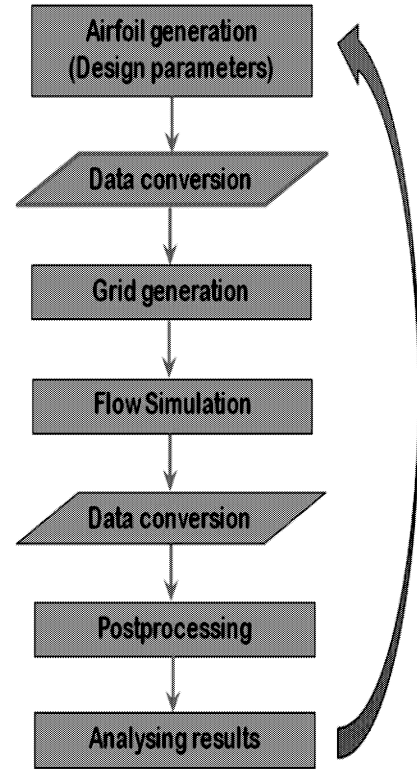 Airfoil generation
(Design parameters)
Data conversion
Grid generation
Flow Simulation
Data conversion
Postprocessing
Analysing results